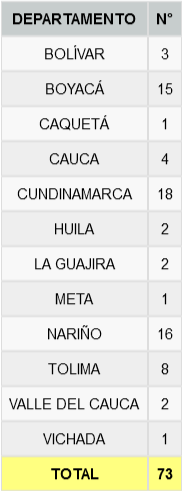 DEPARTAMENTO N°
BOLÍVAR 3
BOYACÁ 15
CAQUETÁ 1
CAUCA 4
CUNDINAMARCA 18
HUILA 2
LA GUAJIRA 2
META 1
NARIÑO 16
TOLIMA 8
VALLE DEL CAUCA 2
VICHADA 1
TOTAL 73